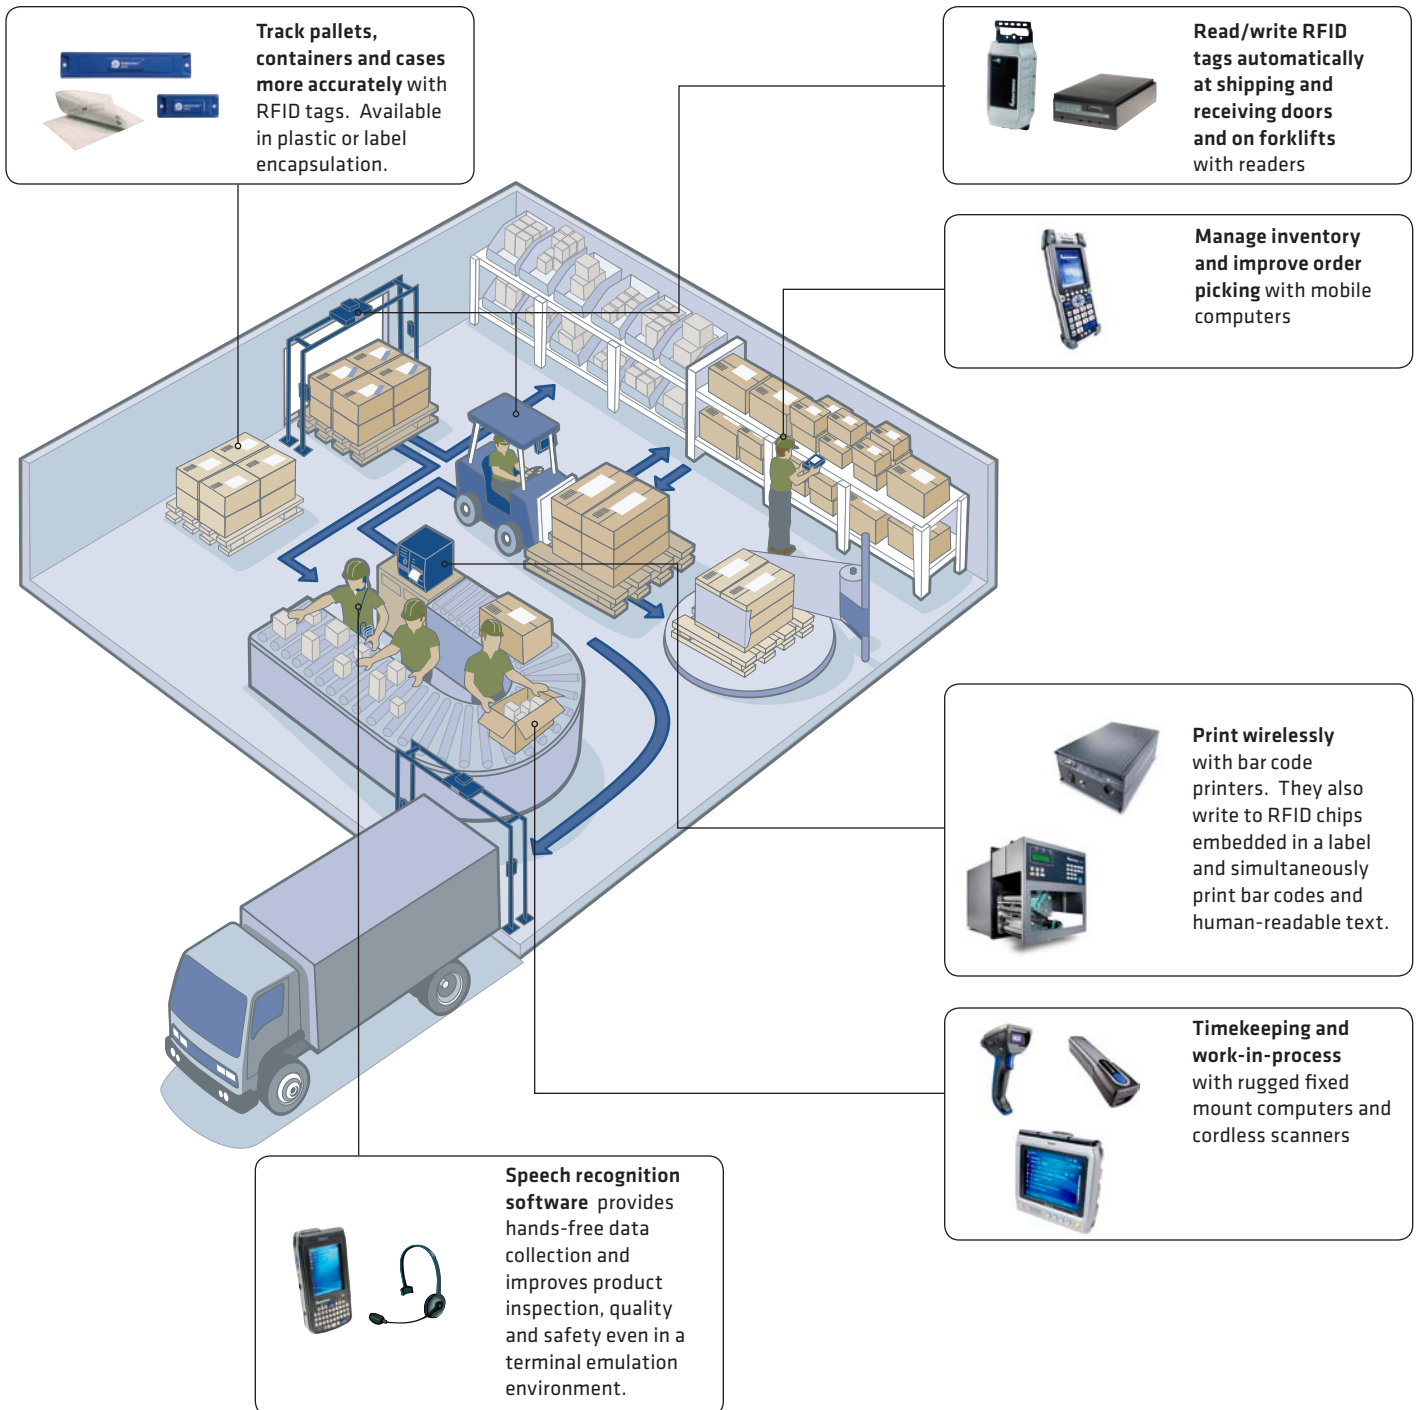 Track pallets,
containers and cases
more accurately with
RFID tags.  Available
in plastic or label
encapsulation.
Read/write RFID
tags automatically
at shipping and
receiving doors
and on forklifts
with readers
Manage inventory
and improve order
picking with mobile
computers
Print wirelessly
with bar code
printers.  They also
write to RFID chips
embedded in a label
and simultaneously
print bar codes and
human-readable text.
Timekeeping and
work-in-process
with rugged fixed
mount computers and
cordless scanners
Speech recognition
software  provides
hands-free data
collection and
improves product
inspection, quality
and safety even in a
terminal emulation
environment.